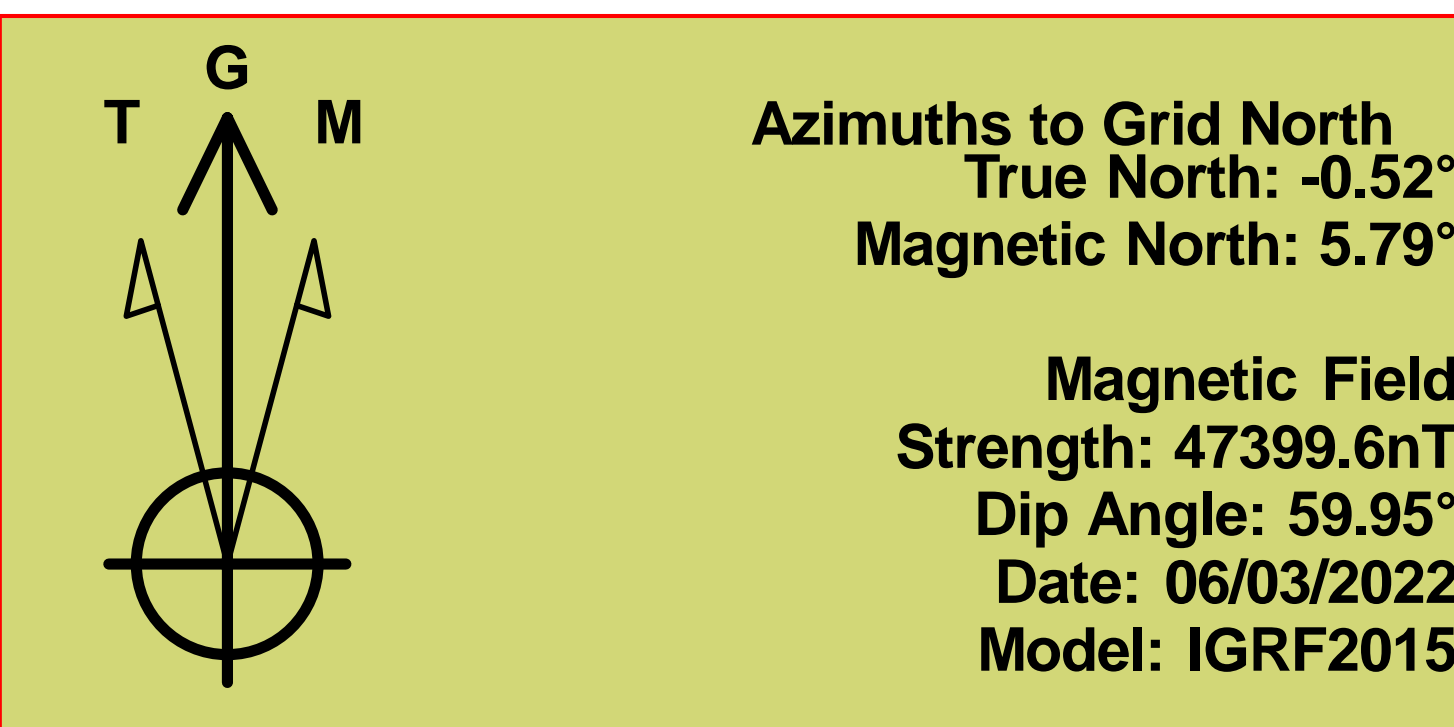 G
T M
Azimuths to Grid North
True North: -0.52°
Magnetic North: 5.79°
Magnetic Field
Strength: 47399.6nT
Dip Angle: 59.95°
Date: 06/03/2022
Model: IGRF2015